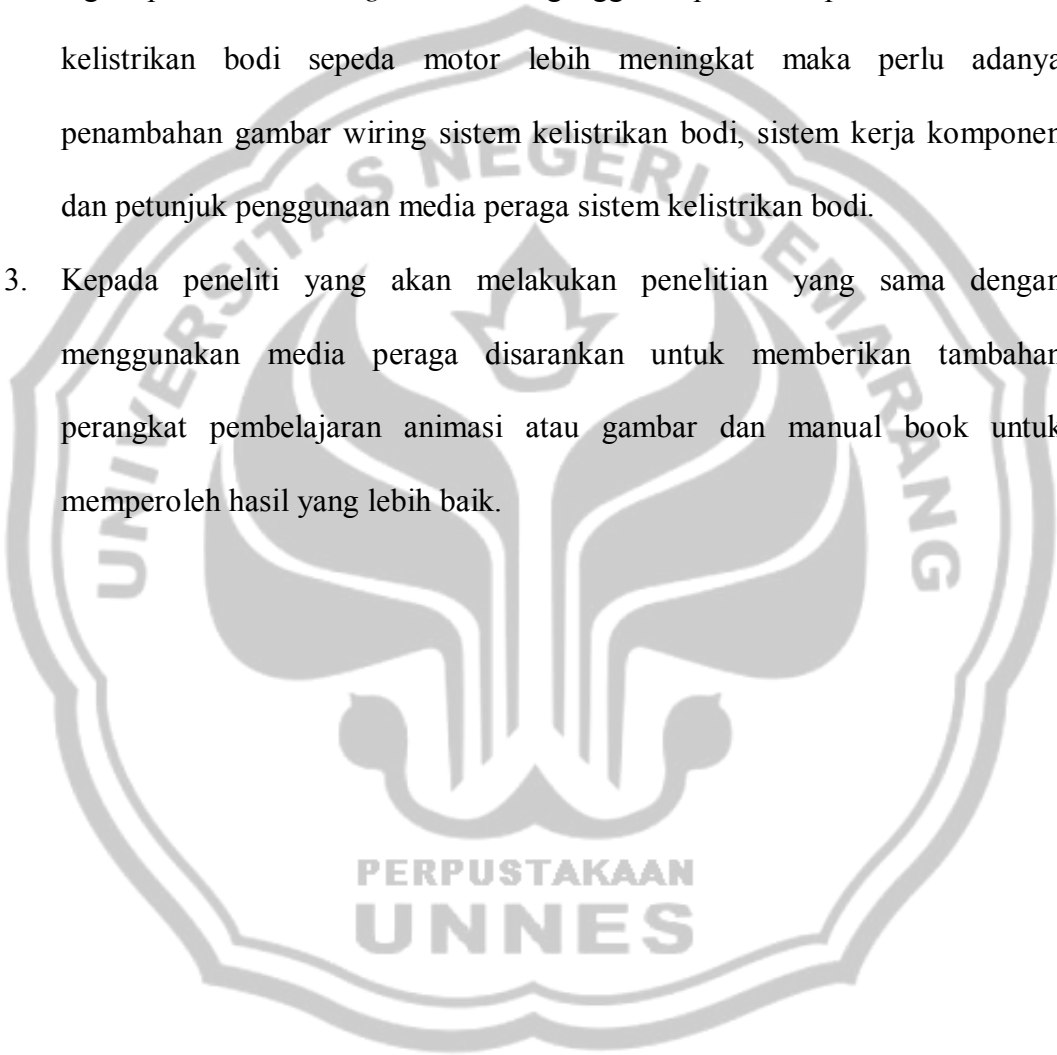 kelistrikan bodi sepeda motor lebih meningkat maka perlu adanya
penambahan gambar wiring sistem kelistrikan bodi, sistem kerja komponen
dan petunjuk penggunaan media peraga sistem kelistrikan bodi.
3. Kepada peneliti yang akan melakukan penelitian yang sama dengan
menggunakan media peraga disarankan untuk memberikan tambahan
perangkat pembelajaran animasi atau gambar dan manual book untuk
memperoleh hasil yang lebih baik.
UNIVERSITAS NEGERI SEMARANG
PERPUSTAKAAN
UNNES